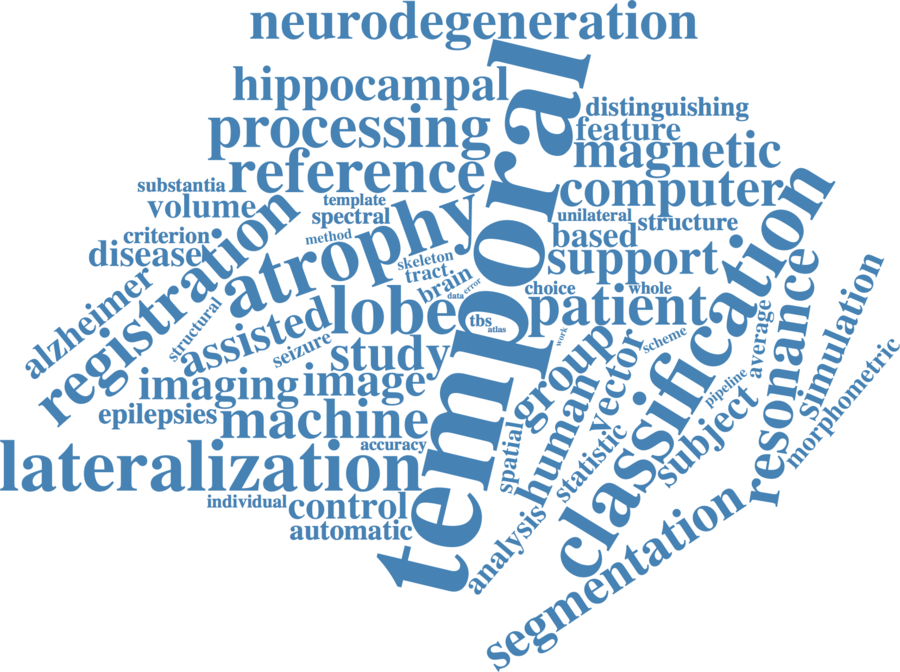 neurodegeneration
hippocampal
temporal
distinguishing
processing
feature
magnetic
reference
substantia
computer
volume
template
spectral
unilateral
structure
criterion
method
based
disease
registration
atrophy
skeleton
tract
support
classification
alzheimer
brain
choice
whole
data
error
structural
assisted
lobe
tbs
atlas
patient
resonance
simulation
seizure
study
work
scheme
average
imaging
image
group
vector
pipeline
morphometric
epilepsies
machine
human
subject
accuracy
spatial
statistic
lateralization
individual
control
automatic
analysis
segmentation